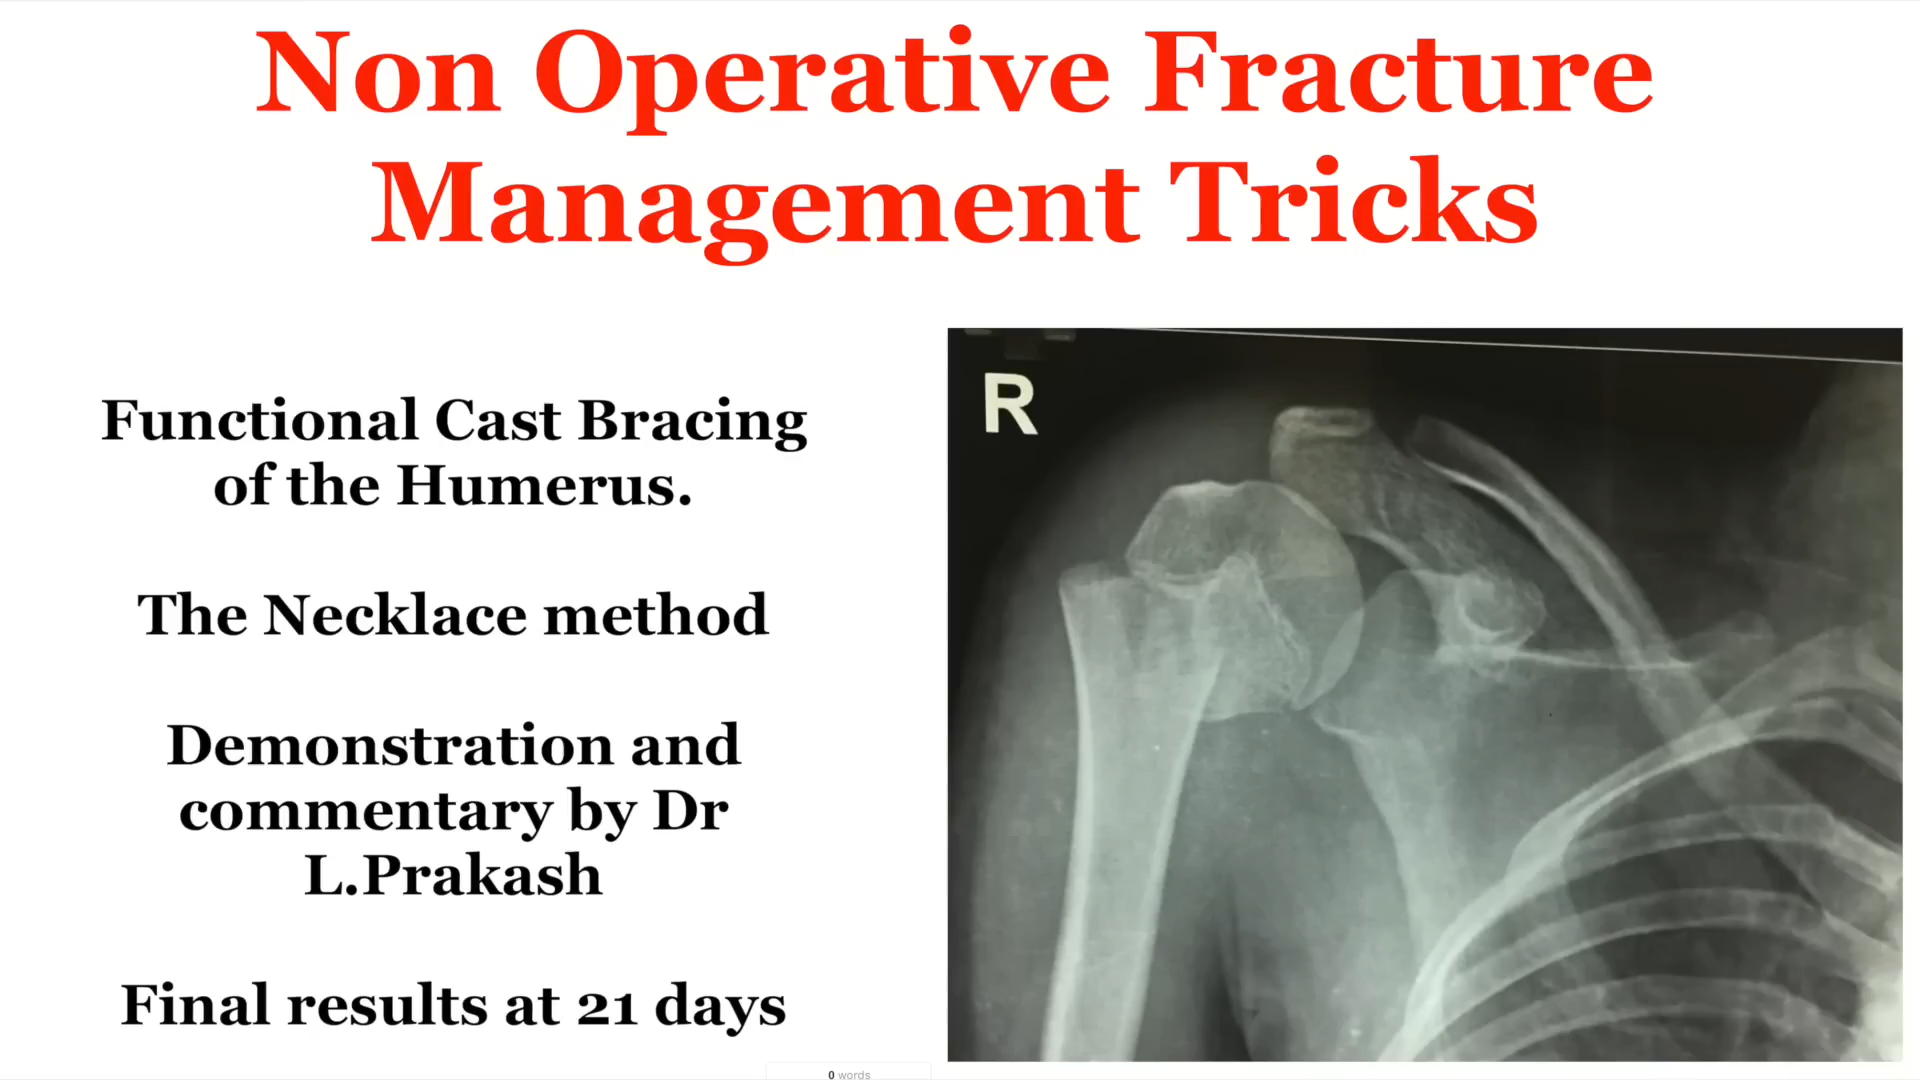 Non Operative Fracture
Management Tricks
Functional Cast Bracing
of the Humerus.
The Necklace method
Demonstration and
commentary by Dr
L.Prakash
Final results at 21 days
R
0 words